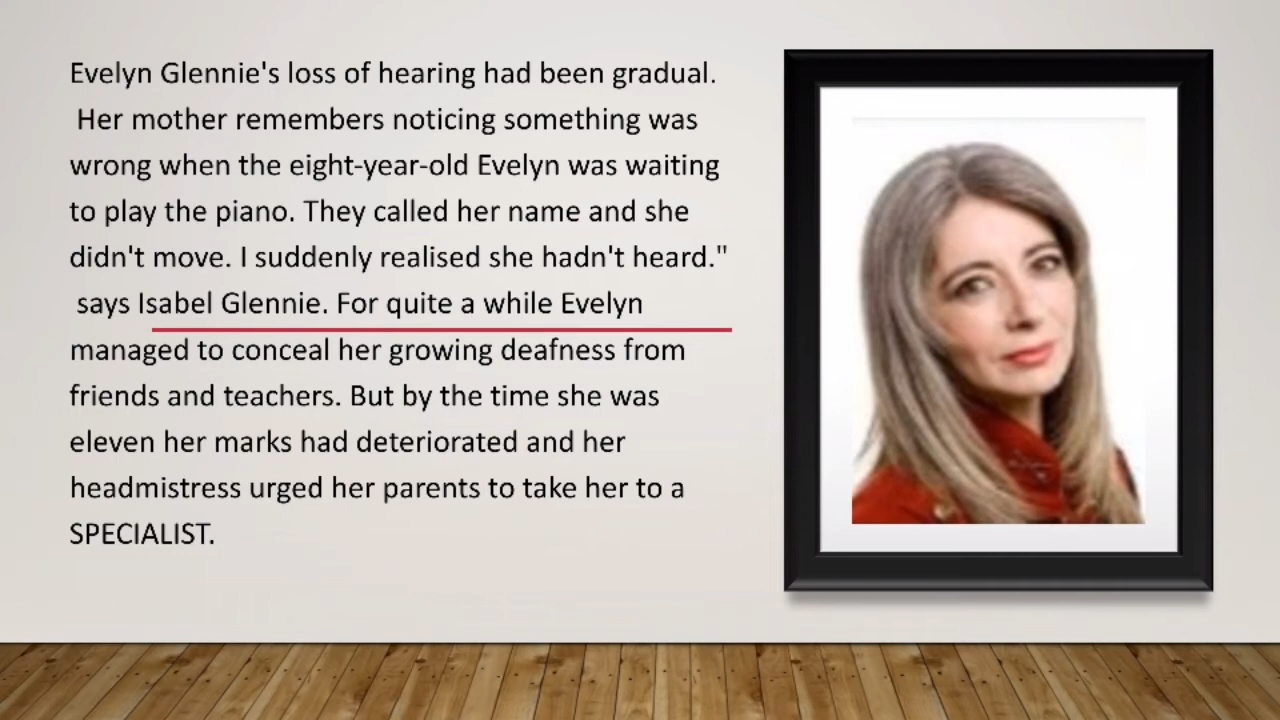 Evelyn Glennie's loss of hearing had been gradual.
Her mother remembers noticing something was
wrong when the eight-year-old Evelyn was waiting
to play the piano. They called her name and she
didn't move. I suddenly realised she hadn't heard."
says Isabel Glennie. For quite a while Evelyn
managed to conceal her growing deafness from
friends and teachers. But by the time she was
eleven her marks had deteriorated and her
headmistress urged her parents to take her to a
SPECIALIST.